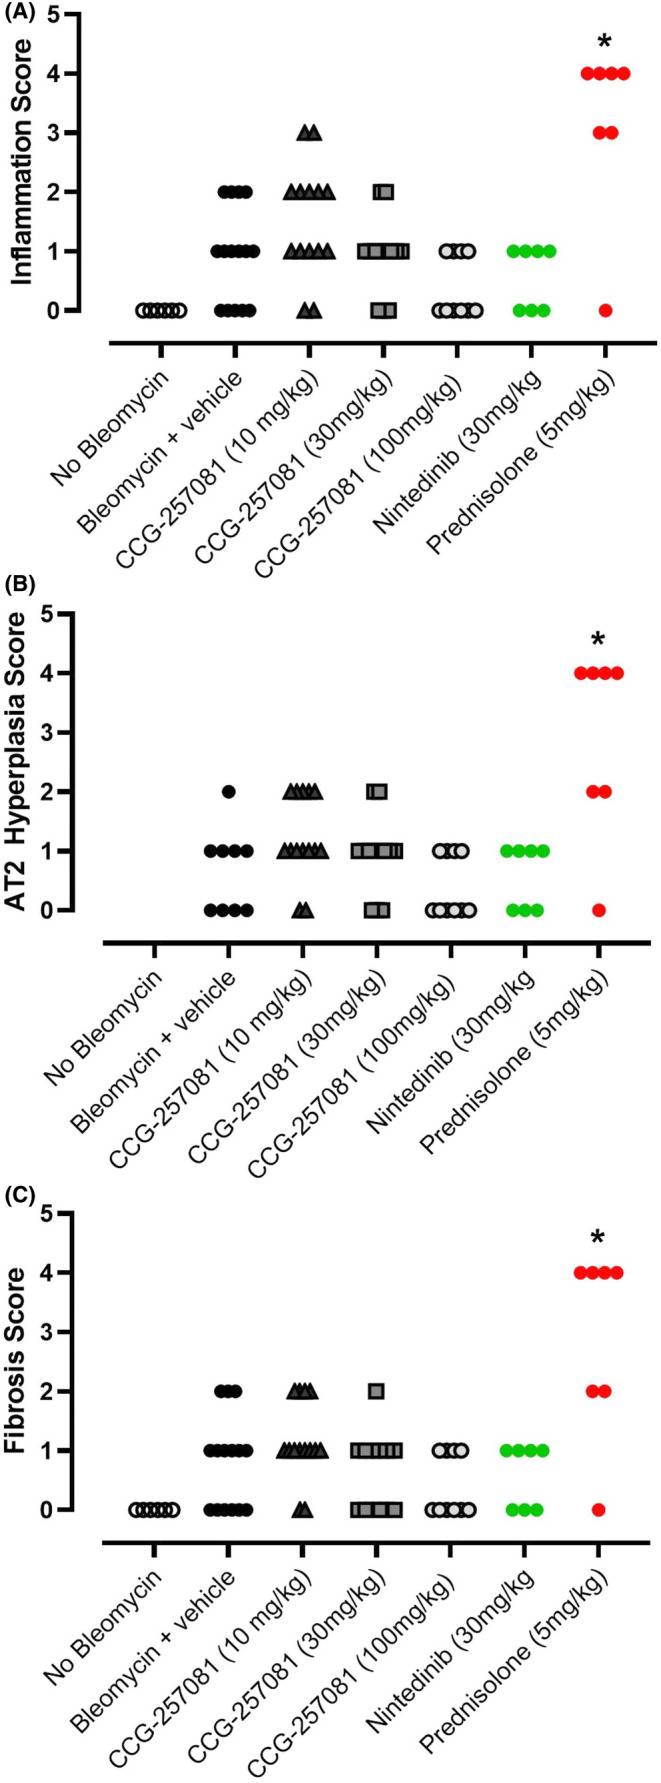 (A)
Inflammation Score
5
4
3
2
1
0
*
No Bleomycin
Bleomycin + vehicle
CCG-257081 (10 mg/kg)
CCG-257081 (30mg/kg)
CCG-257081 (100mg/kg)
Nintedinib (30mg/kg
Prednisolone (5mg/kg)
(B)
AT2 Hyperplasia Score
5
4
3
2
1
0
*
No Bleomycin
Bleomycin + vehicle
CCG-257081 (10 mg/kg)
CCG-257081 (30mg/kg)
CCG-257081 (100mg/kg)
Nintedinib (30mg/kg
Prednisolone (5mg/kg)
(C)
Fibrosis Score
5
4
3
2
1
0
*
No Bleomycin
Bleomycin + vehicle
CCG-257081 (10 mg/kg)
CCG-257081 (30mg/kg)
CCG-257081 (100mg/kg)
Nintedinib (30mg/kg
Prednisolone (5mg/kg)